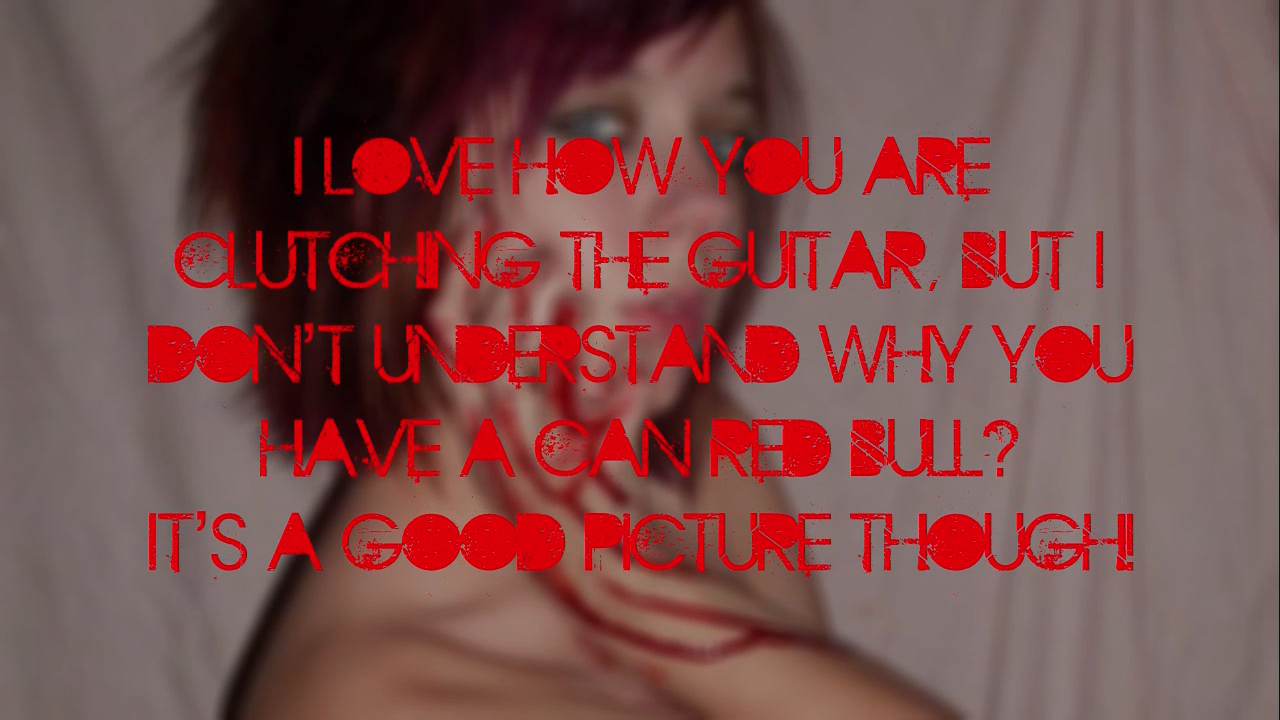 I LOVE HOW YOU ARE
CLUTCHING THE GUITAR, BUT I
DON'T UNDERSTAND WHY YOU
HAVE A CAN RED BULL?
IT'S A GOOD PICTURE THOUGH!